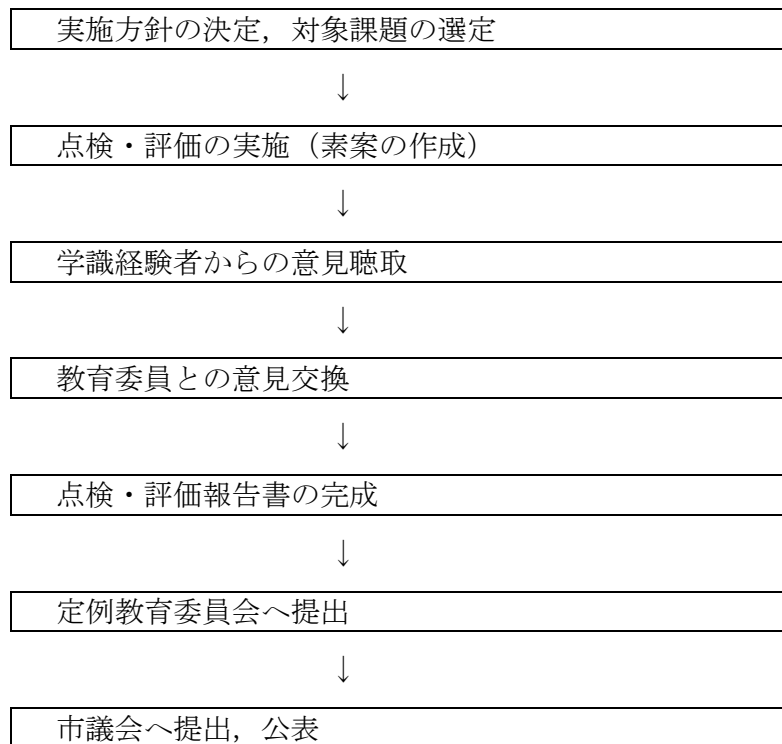 実施方針の決定，対象課題の選定
↓
点検・評価の実施（素案の作成）
↓
学識経験者からの意見聴取
↓
教育委員との意見交換
↓
点検・評価報告書の完成
↓
定例教育委員会へ提出
↓
市議会へ提出，公表